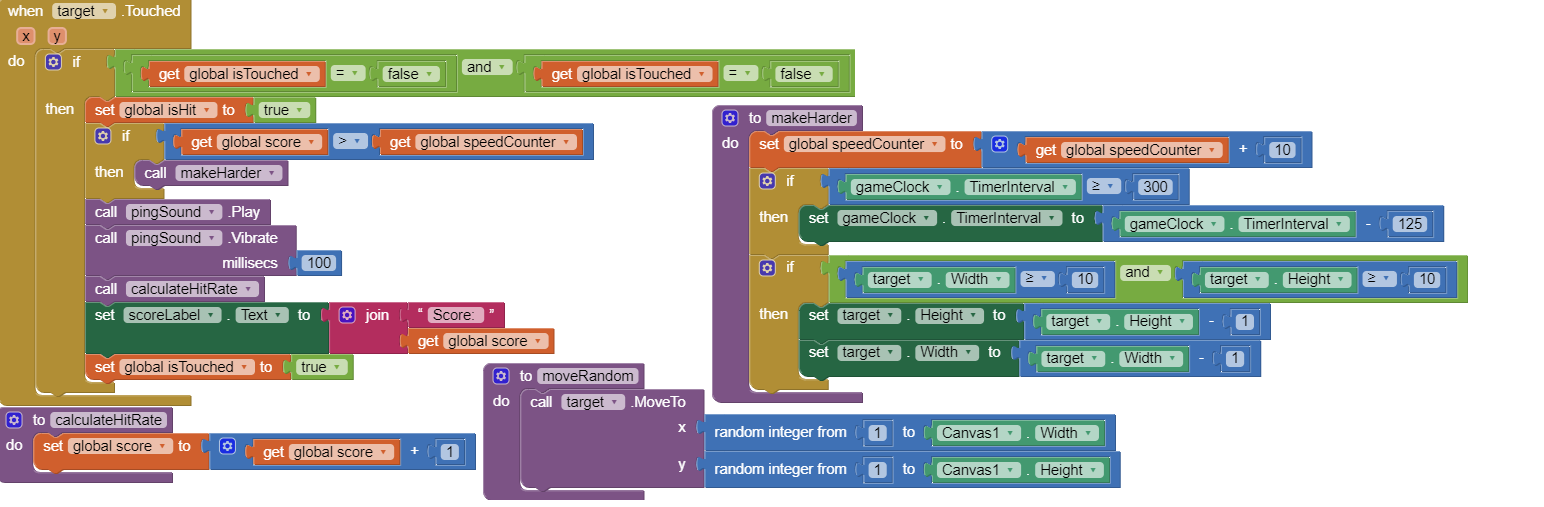 when target .Touched
x y
do if get global isTouched = false and get global isTouched = false
then set global isHit to true
if get global score > get global speedCounter
then call makeHarder
call pingSound .Play
call pingSound .Vibrate
millisecs 100
call calculateHitRate
set scoreLabel . Text to join " Score: "
get global score
set global isTouched to true
to calculateHitRate
do set global score to get global score + 1
to moveRandom
do call target .MoveTo
x random integer from 1 to Canvas1 . Width
y random integer from 1 to Canvas1 . Height
to makeHarder
do set global speedCounter to get global speedCounter + 10
if gameClock . TimerInterval ≥ 300
then set gameClock . TimerInterval to gameClock . TimerInterval - 125
if target . Width ≥ 10 and target . Height ≥ 10
then set target . Height to target . Height - 1
set target . Width to target . Width - 1